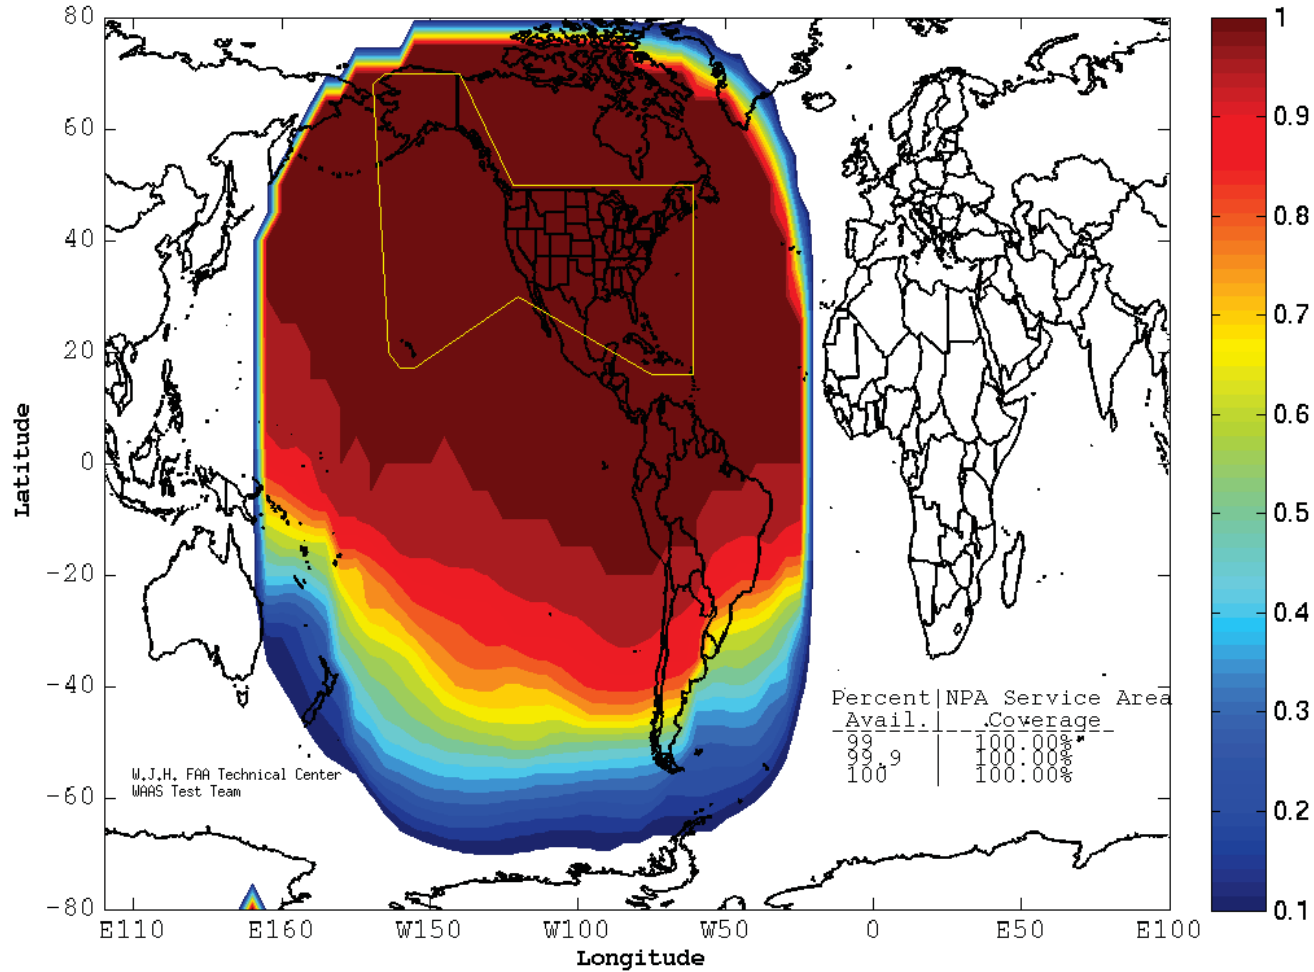 80
60
40
20
0
-20
-40
-60
-80
Latitude
E110
E160
W150
W100
W50
0
E50
E100
Longitude
1
0.9
0.8
0.7
0.6
0.5
0.4
0.3
0.2
0.1
Percent|NPA Service Area
Avail.| Coverage
99 | 100.00%
99.9 | 100.00%
100 | 100.00%
W.J.H. FAA Technical Center
WAAS Test Team